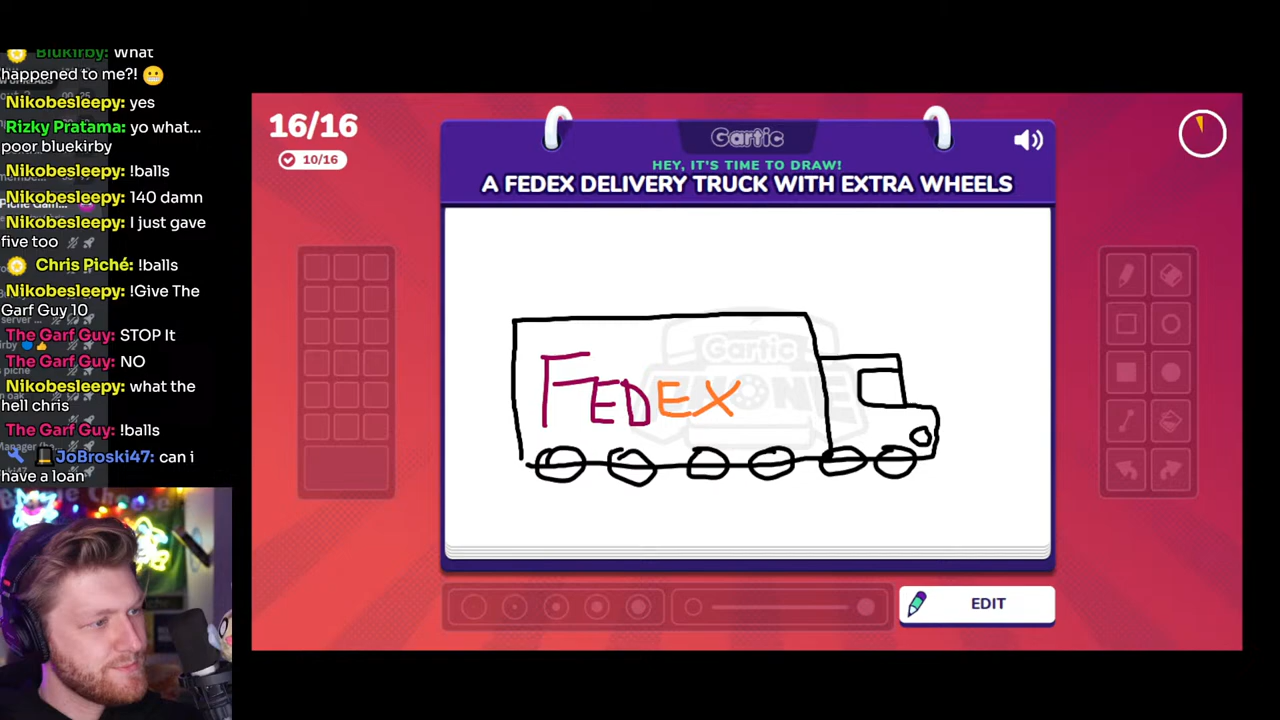 BluKirby: what
happened to me?! 😬
Nikobesleepy: yes
Rizky Pratama: yo what...
poor bluekirby
Nikobesleepy: !balls
Nikobesleepy: 140 damn
Nikobesleepy: I just gave
five too
Chris Piché: !balls
Nikobesleepy: !Give The
Garf Guy 10
The Garf Guy: STOP It
The Garf Guy: NO
Nikobesleepy: what the
hell chris
The Garf Guy: !balls
JoBroski47: can i
have a loan
16/16
10/16
Gartic
HEY, IT'S TIME TO DRAW!
A FEDEX DELIVERY TRUCK WITH EXTRA WHEELS
Gartic
FEDEX
EDIT